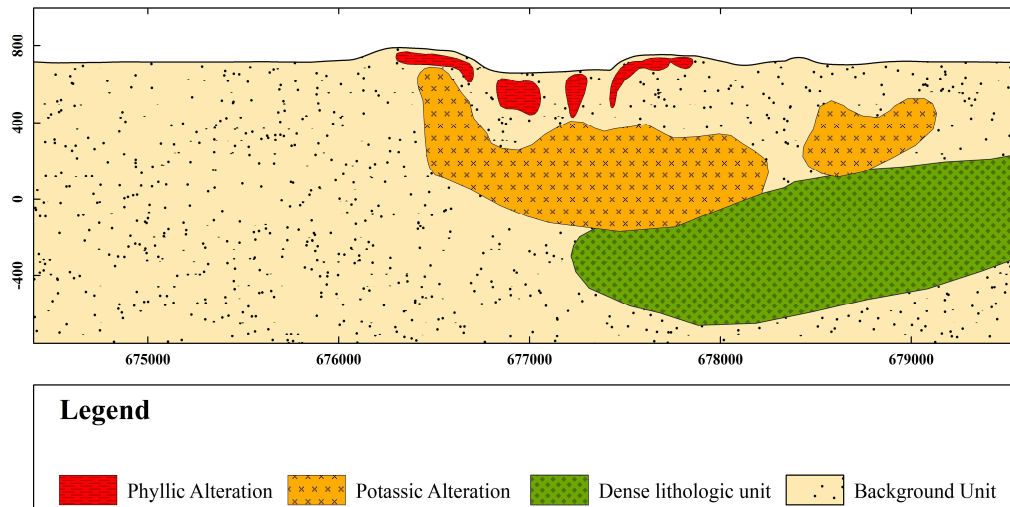 800
400
0
-400
675000 676000 677000 678000 679000
Legend
Phyllic Alteration Potassic Alteration Dense lithologic unit Background Unit